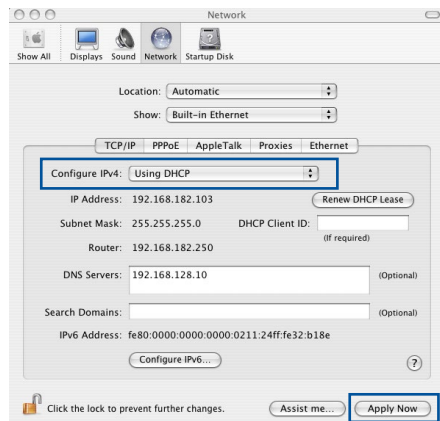 Network
Show All Displays Sound Network Startup Disk
Location: Automatic
Show: Built-in Ethernet
TCP/IP PPPoE AppleTalk Proxies Ethernet
Configure IPv4: Using DHCP
IP Address: 192.168.182.103 Renew DHCP Lease
Subnet Mask: 255.255.255.0 DHCP Client ID:
(If required)
Router: 192.168.182.250
DNS Servers: 192.168.128.10 (Optional)
Search Domains: (Optional)
IPv6 Address: fe80:0000:0000:0000:0211:24ff:fe32:b18e
Configure IPv6... ?
Click the lock to prevent further changes. Assist me... Apply Now